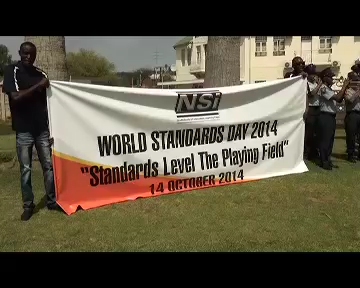 NSi
WORLD STANDARDS DAY 2014
"Standards Level The Playing Field"
14 OCTOBER 2014